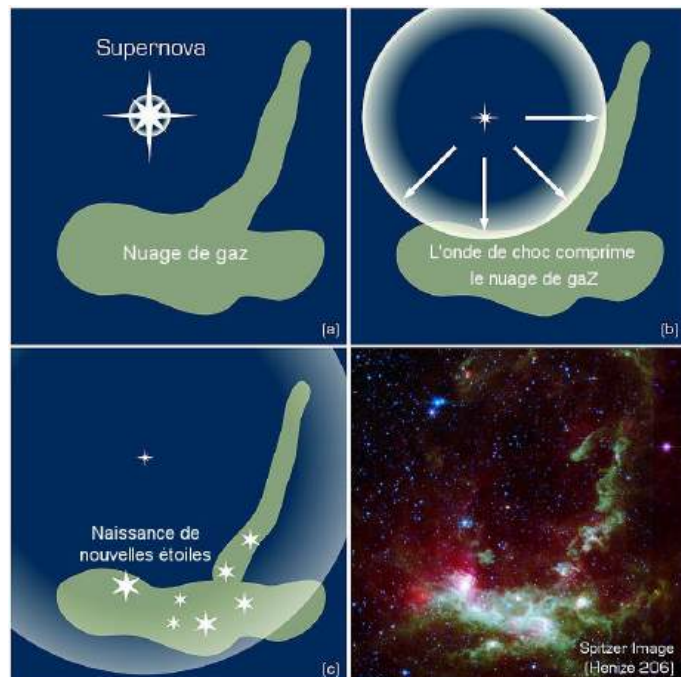 Supernova
Nuage de gaz
(a)
L'onde de choc comprime
le nuage de gaZ
(b)
Naissance de
nouvelles étoiles
(c)
Spitzer Image
(Henize 206)